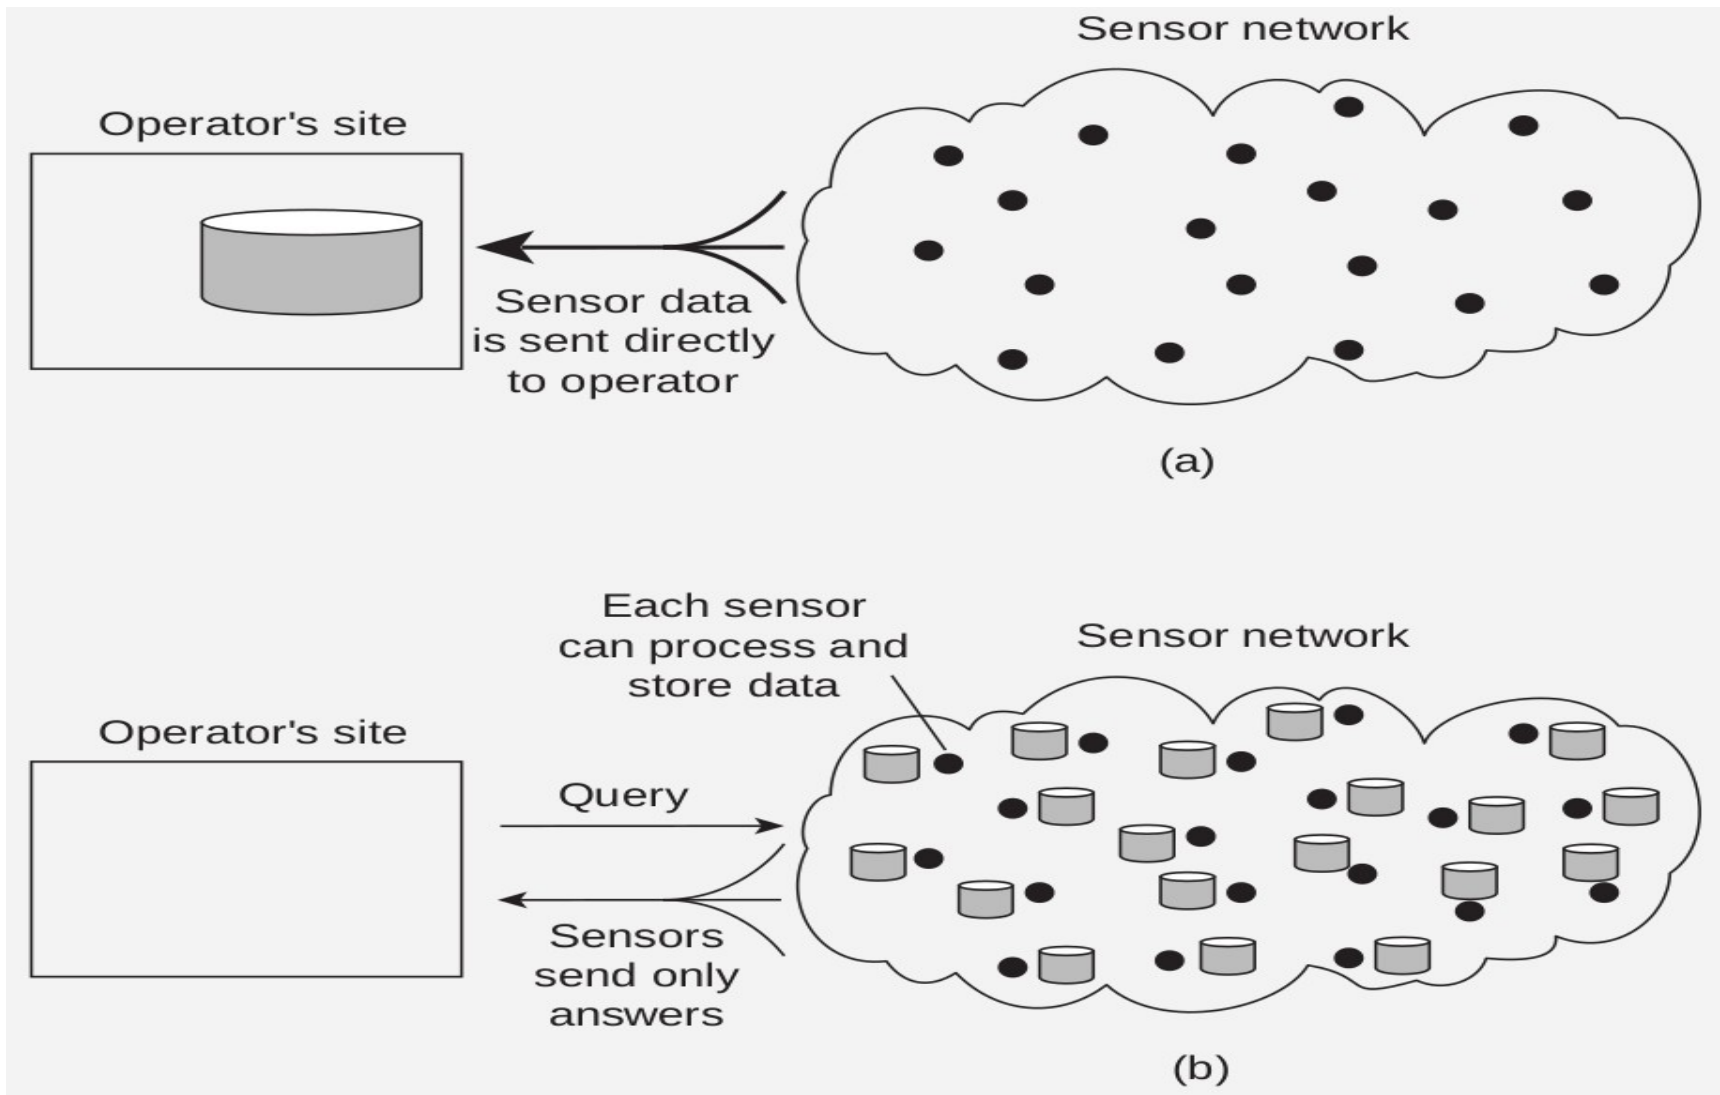 Sensor network
Operator's site
Sensor data
is sent directly
to operator
(a)
Each sensor
can process and
store data
Sensor network
Operator's site
Query
Sensors
send only
answers
(b)